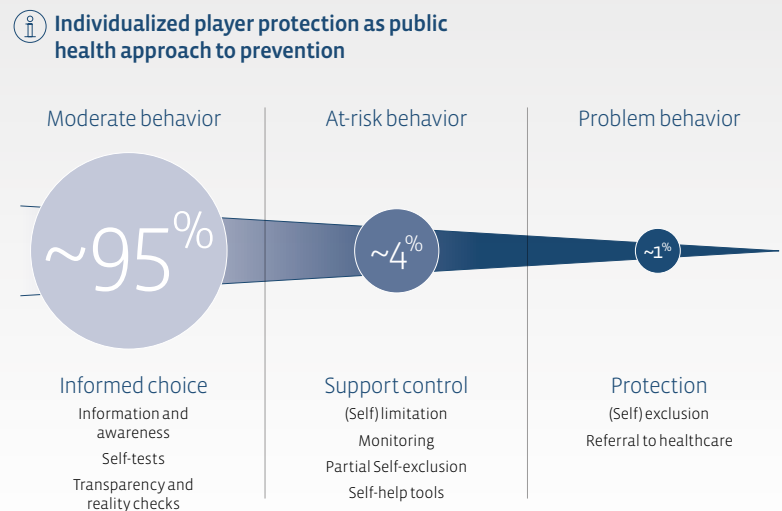 Individualized player protection as public
health approach to prevention
Moderate behavior
At-risk behavior
Problem behavior
~95%
~4%
~1%
Informed choice
Information and
awareness
Self-tests
Transparency and
reality checks
Support control
(Self) limitation
Monitoring
Partial Self-exclusion
Self-help tools
Protection
(Self) exclusion
Referral to healthcare